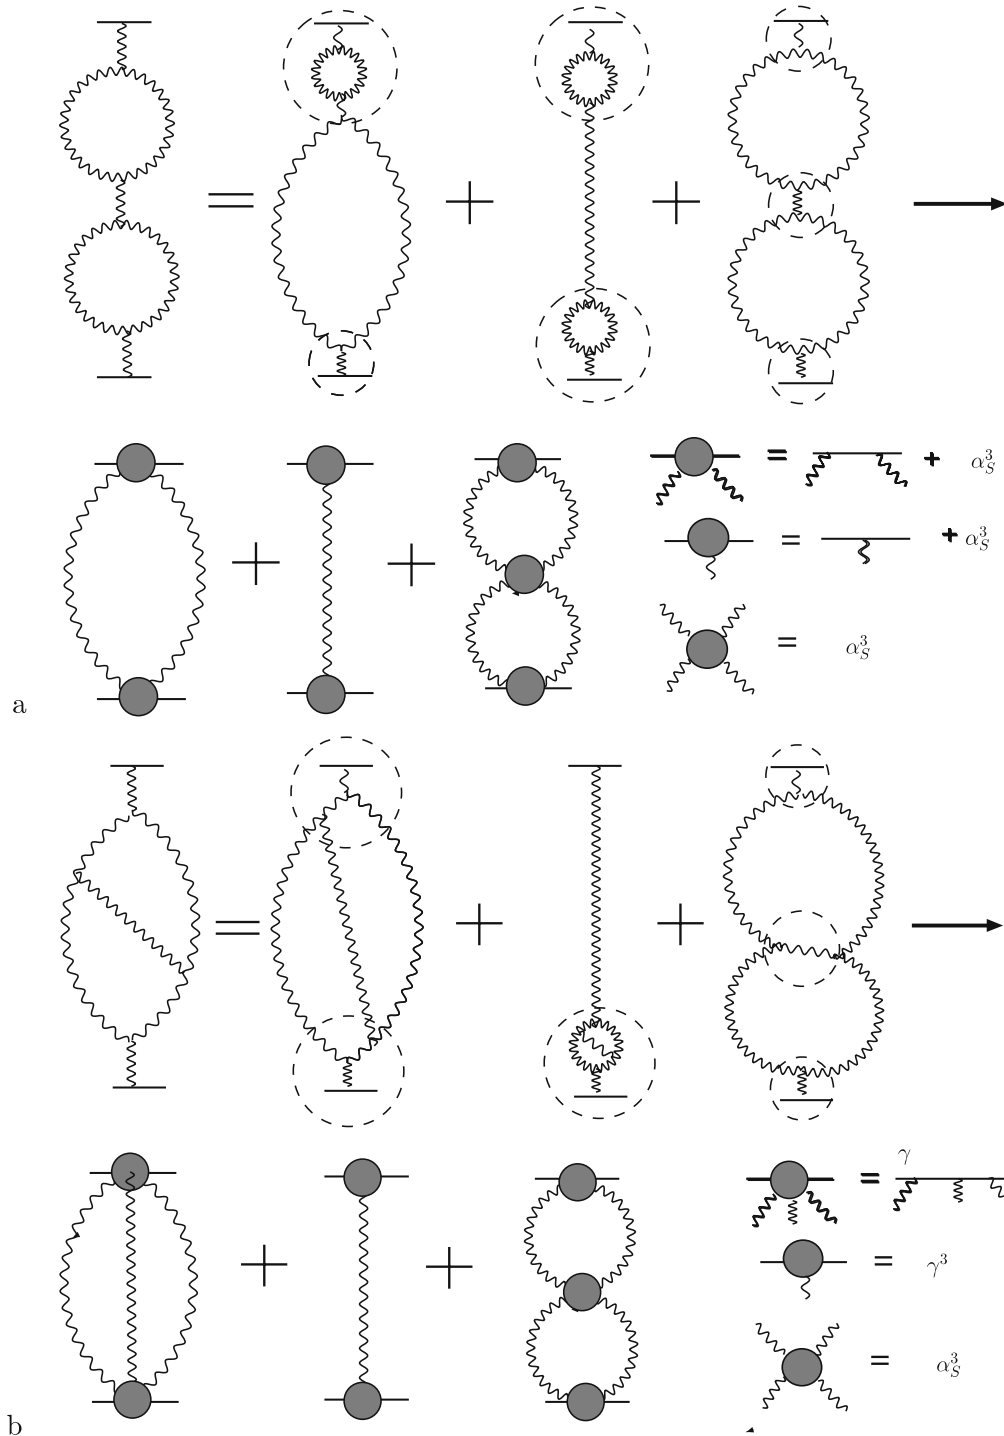 = + +
+ + = + α_S^3
= + α_S^3
= α_S^3
a
= + +
γ
+ + =
= γ^3
= α_S^3
b